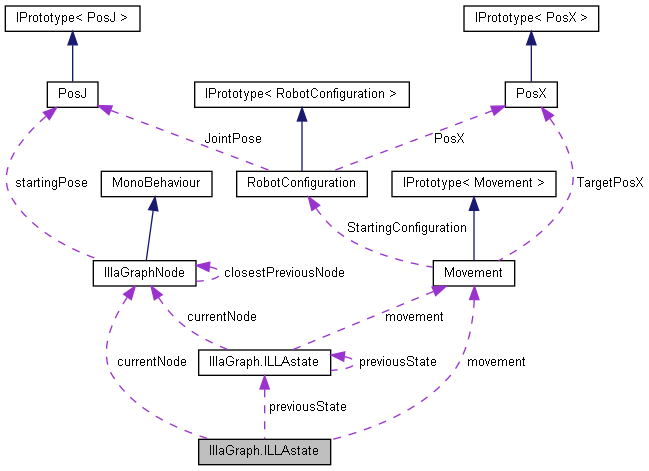 IPrototype< PosJ >
IPrototype< PosX >
PosJ
IPrototype< RobotConfiguration >
PosX
JointPose
PosX
startingPose
MonoBehaviour
RobotConfiguration
IPrototype< Movement >
TargetPosX
StartingConfiguration
IllaGraphNode
closestPreviousNode
Movement
currentNode
movement
currentNode
IllaGraph.ILLAstate
previousState
movement
previousState
IllaGraph.ILLAstate